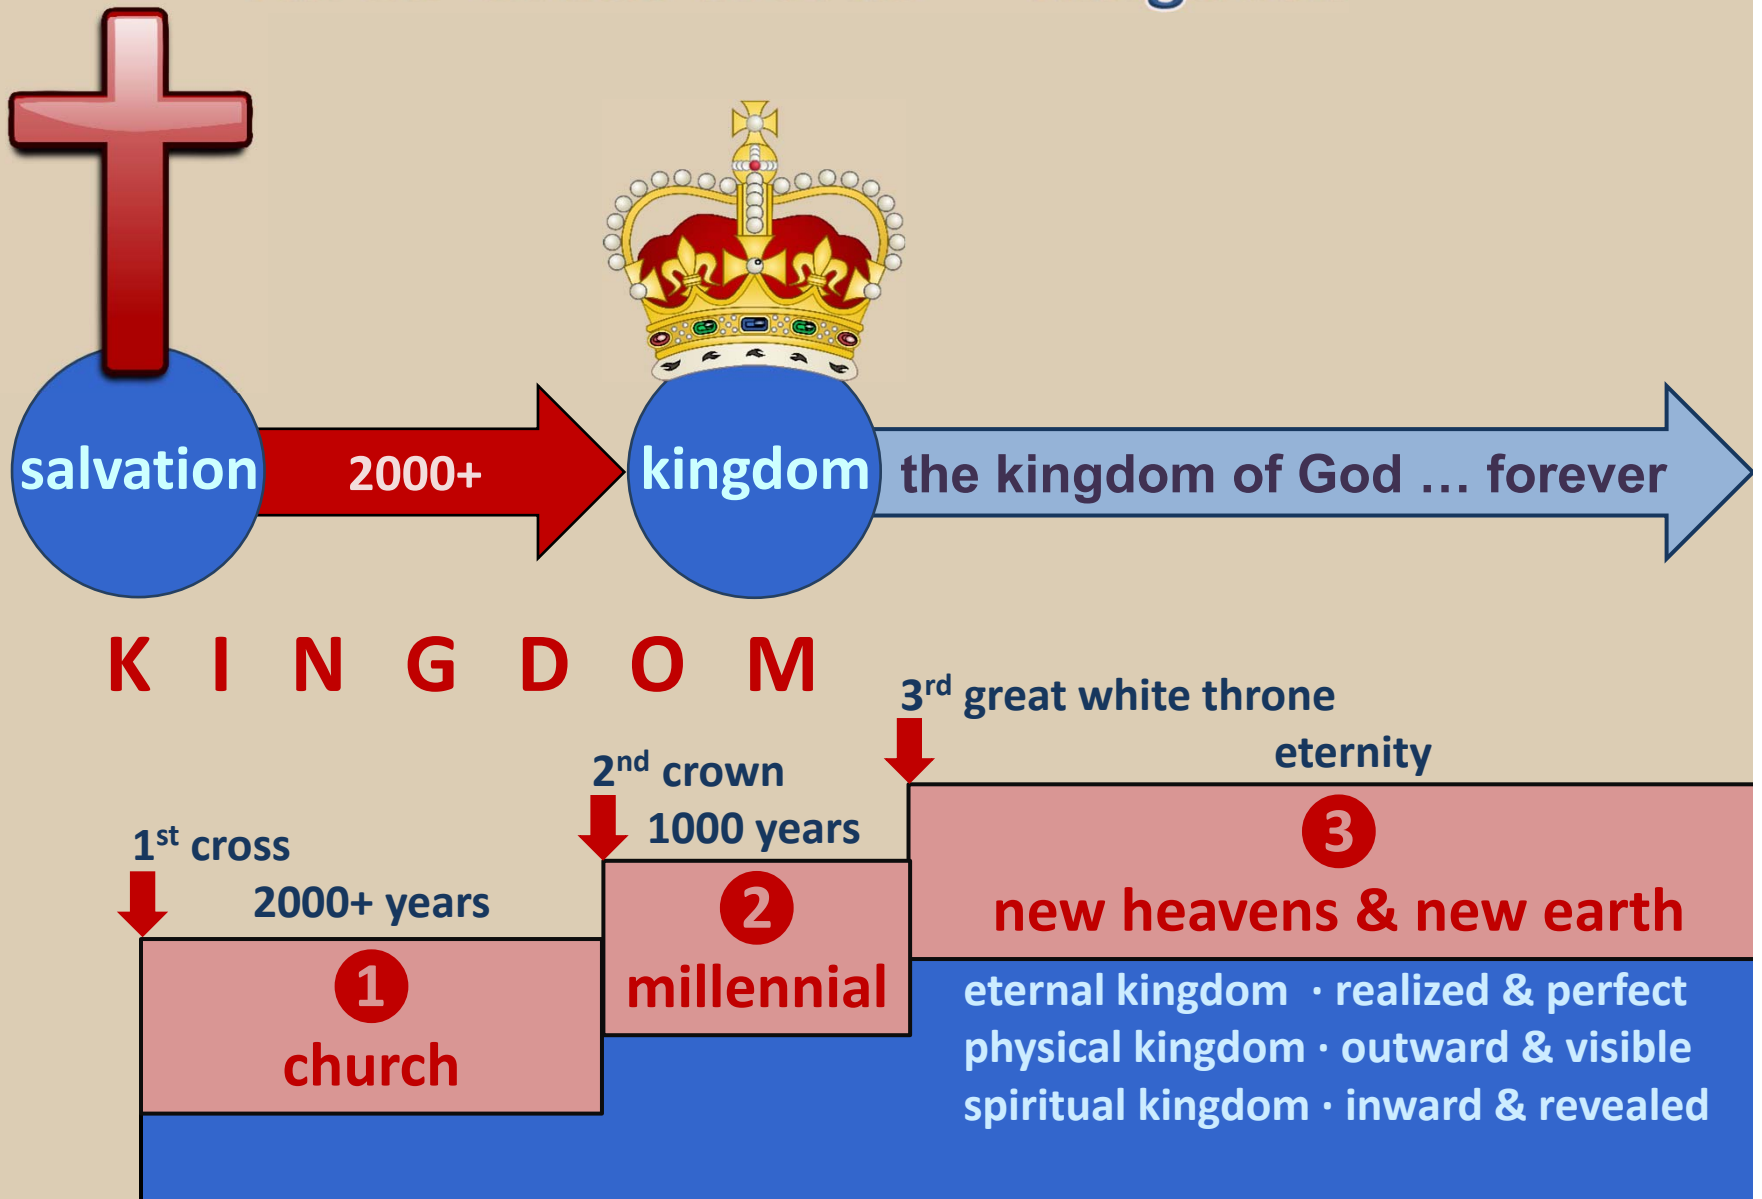 salvation
2000+
kingdom
the kingdom of God ... forever
KINGDOM
3rd great white throne
eternity
2nd crown
1000 years
1st cross
2000+ years
3
new heavens & new earth
2
millennial
1
church
eternal kingdom · realized & perfect
physical kingdom · outward & visible
spiritual kingdom · inward & revealed